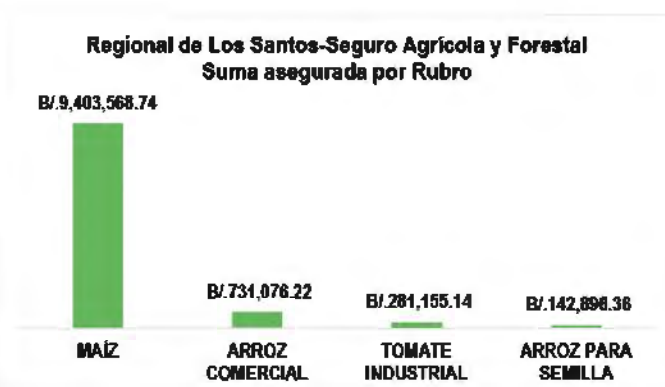 Regional de Los Santos-Seguro Agrícola y Forestal
Suma asegurada por Rubro
B/.9,403,568.74
B/.731,076.22
B/.281,155.14
B/.142,896.36
MAÍZ
ARROZ COMERCIAL
TOMATE INDUSTRIAL
ARROZ PARA SEMILLA